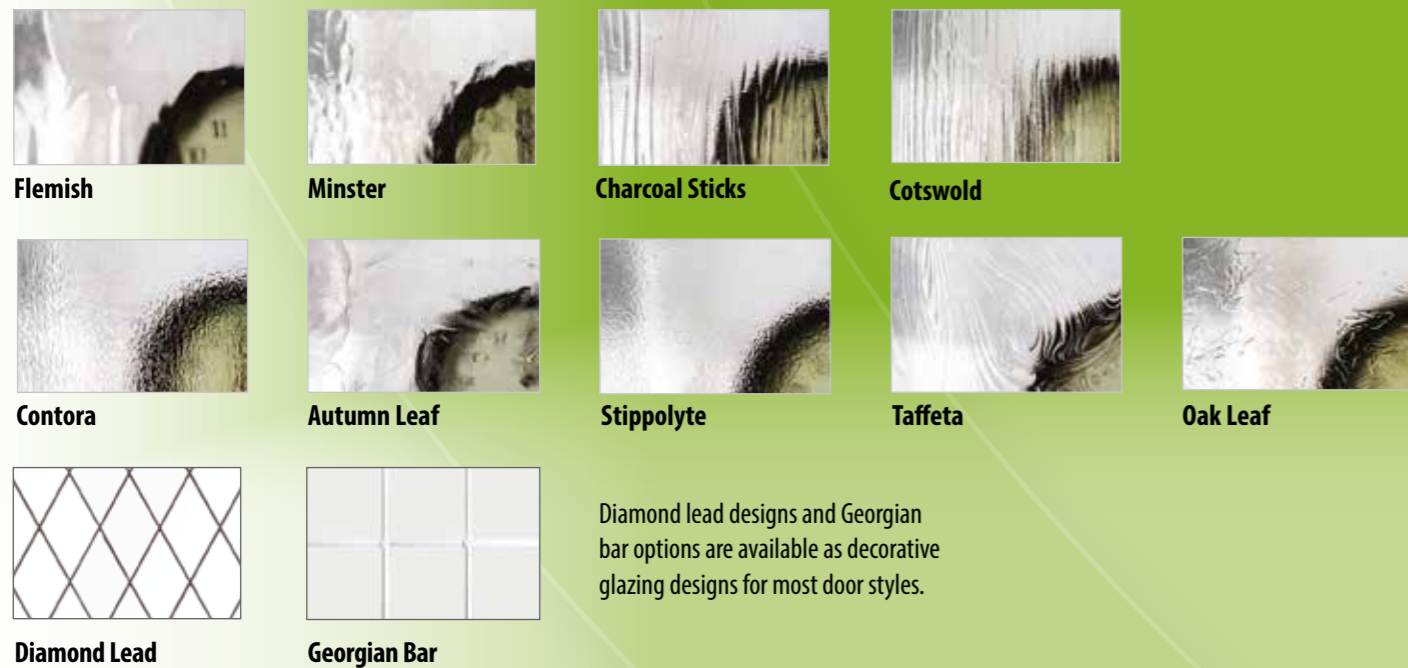 Flemish
Minster
Charcoal Sticks
Cotswold
Contora
Autumn Leaf
Stippolyte
Taffeta
Oak Leaf
Diamond lead designs and Georgian
bar options are available as decorative
glazing designs for most door styles.
Diamond Lead
Georgian Bar